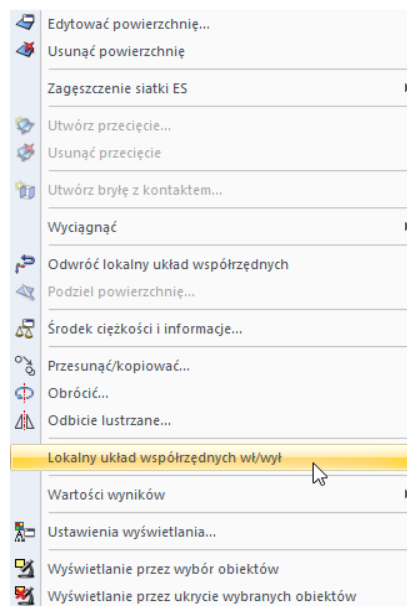 Edytować powierzchnię...
Usunąć powierzchnię
Zagęszczenie siatki ES
Utwórz przecięcie...
Usunąć przecięcie
Utwórz bryłę z kontaktem...
Wyciągnąć
Odwróć lokalny układ współrzędnych
Podziel powierzchnię...
Środek ciężkości i informacje...
Przesunąć/kopiować...
Obrócić...
Odbicie lustrzane...
Lokalny układ współrzędnych wł/wył
Wartości wyników
Ustawienia wyświetlania...
Wyświetlanie przez wybór obiektów
Wyświetlanie przez ukrycie wybranych obiektów